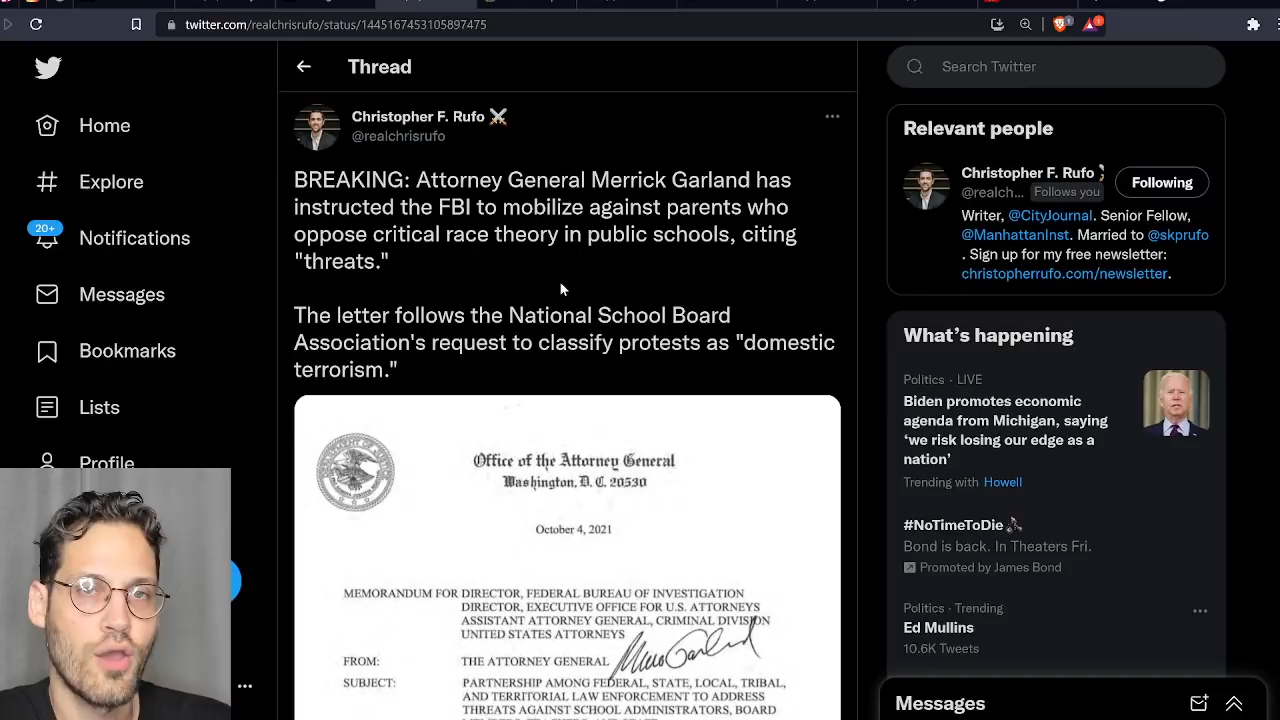 twitter.com/realchrisrufo/status/1445167453105897475
Thread
Search Twitter
Home
Explore
20+
Notifications
Messages
Bookmarks
Lists
Profile
Christopher F. Rufo
@realchrisrufo
BREAKING: Attorney General Merrick Garland has
instructed the FBI to mobilize against parents who
oppose critical race theory in public schools, citing
"threats."
The letter follows the National School Board
Association's request to classify protests as "domestic
terrorism."
Office of the Attorney General
Washington, D.C. 20530
October 4, 2021
MEMORANDUM FOR DIRECTOR, FEDERAL BUREAU OF INVESTIGATION
DIRECTOR, EXECUTIVE OFFICE FOR U.S. ATTORNEYS
ASSISTANT ATTORNEY GENERAL, CRIMINAL DIVISION
UNITED STATES ATTORNEYS
FROM: THE ATTORNEY GENERAL
SUBJECT: PARTNERSHIP AMONG FEDERAL, STATE, LOCAL, TRIBAL,
AND TERRITORIAL LAW ENFORCEMENT TO ADDRESS
THREATS AGAINST SCHOOL ADMINISTRATORS, BOARD
Relevant people
Christopher F. Rufo
@realch... Follows you
Following
Writer, @CityJournal. Senior Fellow,
@ManhattanInst. Married to @skprufo
. Sign up for my free newsletter:
christopherrufo.com/newsletter.
What's happening
Politics · LIVE
Biden promotes economic
agenda from Michigan, saying
'we risk losing our edge as a
nation'
Trending with Howell
#NoTimeToDie
Bond is back. In Theaters Fri.
Promoted by James Bond
Politics · Trending
Ed Mullins
10.6K Tweets
Messages